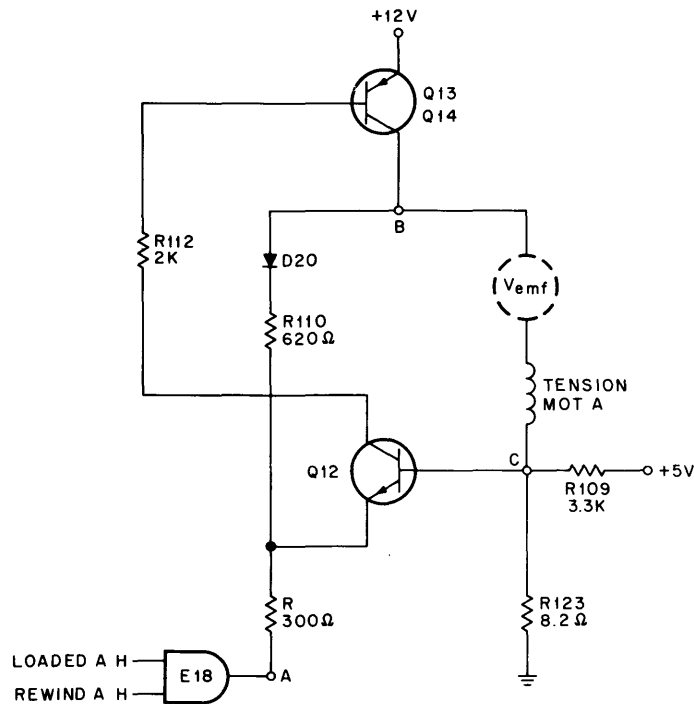 +12V
Q13
Q14
B
R112
2K
D20
Vemf
R110
620Ω
TENSION
MOT A
Q12
C
+5V
R109
3.3K
R
300Ω
R123
8.2Ω
LOADED A H
E18
A
REWIND A H